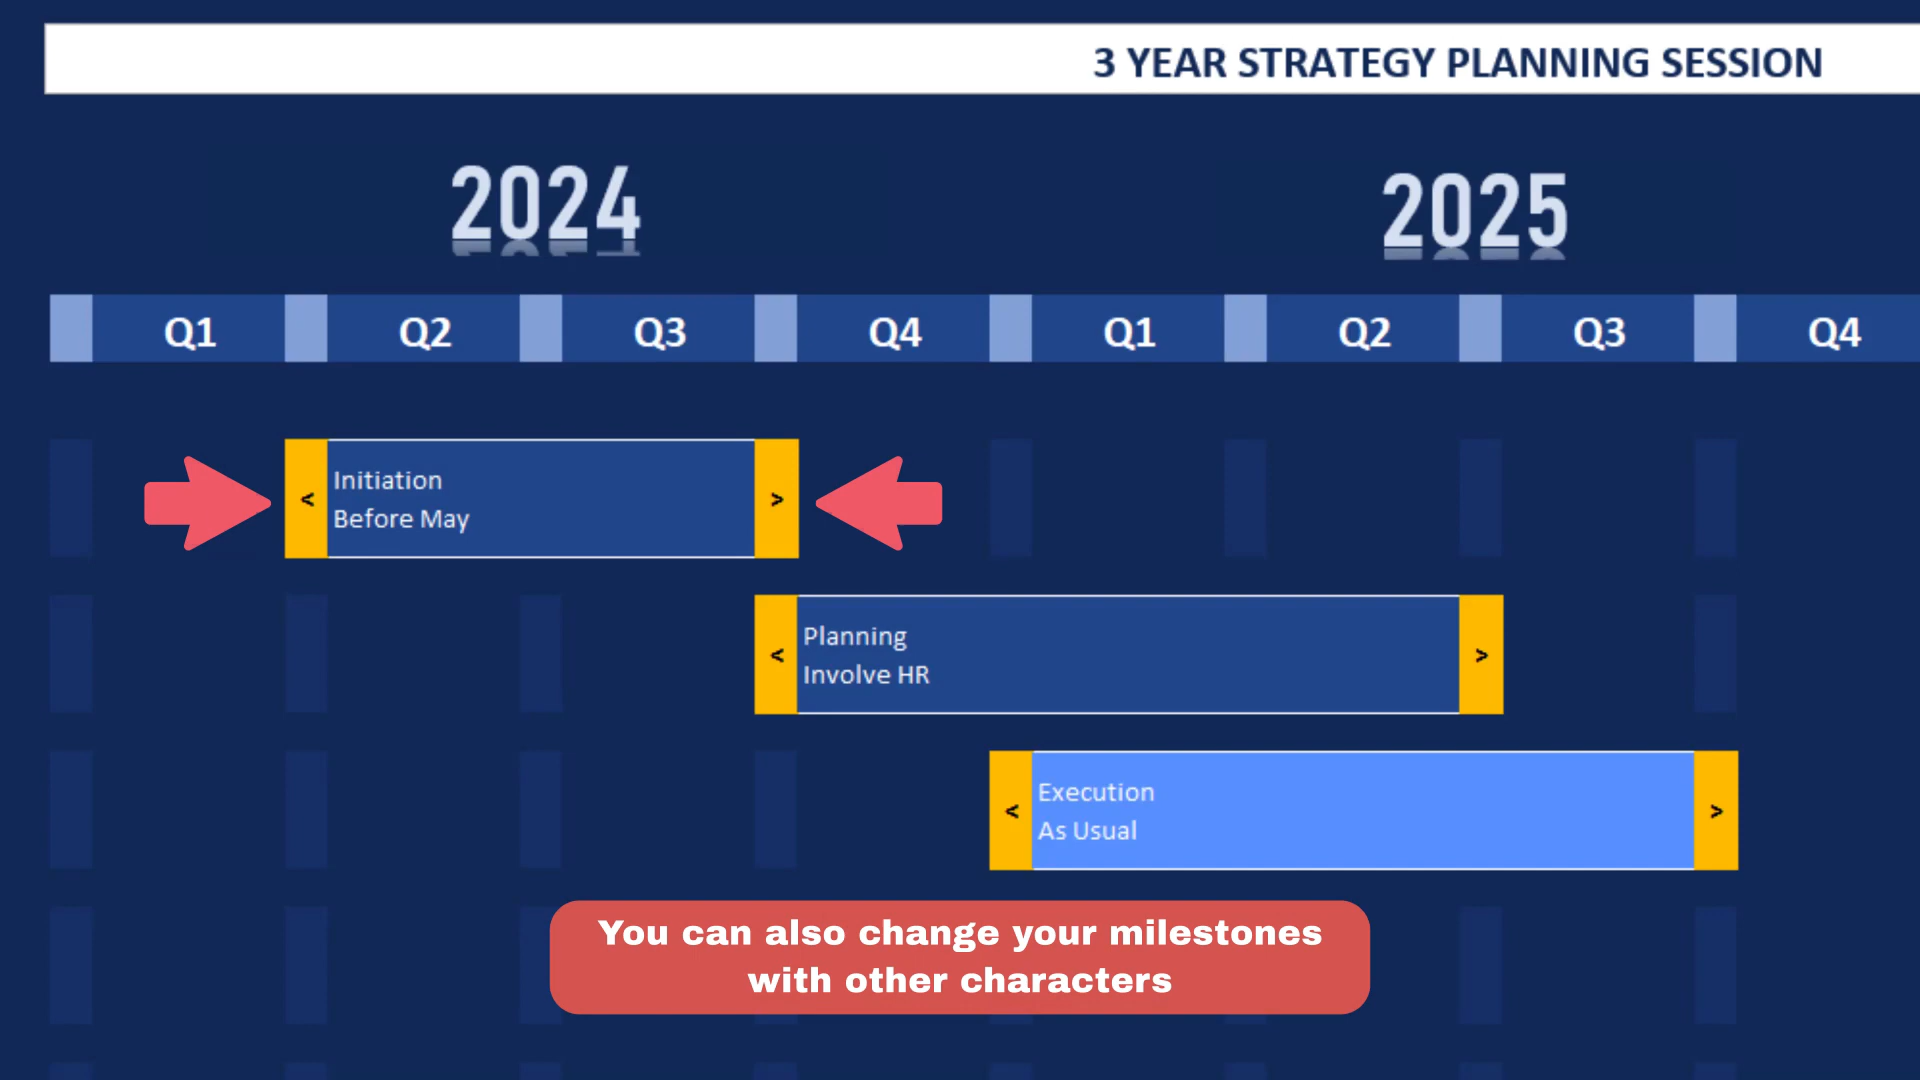 3 YEAR STRATEGY PLANNING SESSION
2024
2025
Q1 Q2 Q3 Q4 Q1 Q2 Q3 Q4
< Initiation >
Before May
< Planning >
Involve HR
< Execution >
As Usual
You can also change your milestones
with other characters